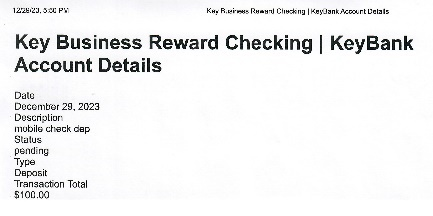 12/29/23, 5:50 PM Key Business Reward Checking | KeyBank Account Details
Key Business Reward Checking | KeyBank
Account Details
Date
December 29, 2023
Description
mobile check dep
Status
pending
Type
Deposit
Transaction Total
$100.00